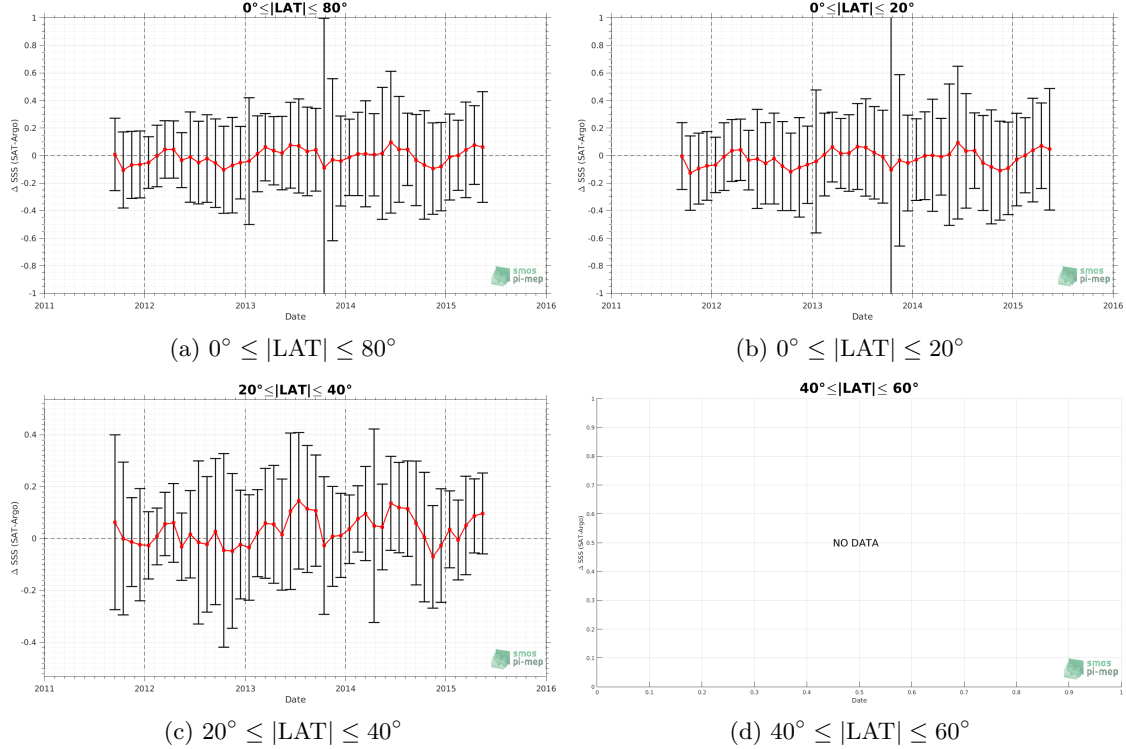 0°≤|LAT|≤ 80°
1
0.8
0.6
0.4
0.2
0
-0.2
-0.4
-0.6
-0.8
-1
Δ SSS (SAT-Argo)
2011
2012
2013
2014
2015
2016
Date
smos
pi-mep
(a) 0° ≤ |LAT| ≤ 80°
0°≤|LAT|≤ 20°
1
0.8
0.6
0.4
0.2
0
-0.2
-0.4
-0.6
-0.8
-1
Δ SSS (SAT-Argo)
2011
2012
2013
2014
2015
2016
Date
smos
pi-mep
(b) 0° ≤ |LAT| ≤ 20°
20°≤|LAT|≤ 40°
0.4
0.2
0
-0.2
-0.4
Δ SSS (SAT-Argo)
2011
2012
2013
2014
2015
2016
Date
smos
pi-mep
(c) 20° ≤ |LAT| ≤ 40°
40°≤|LAT|≤ 60°
1
0.9
0.8
0.7
0.6
0.5
0.4
0.3
0.2
0.1
0
Δ SSS (SAT-Argo)
NO DATA
0
0.1
0.2
0.3
0.4
0.5
0.6
0.7
0.8
0.9
1
Date
smos
pi-mep
(d) 40° ≤ |LAT| ≤ 60°